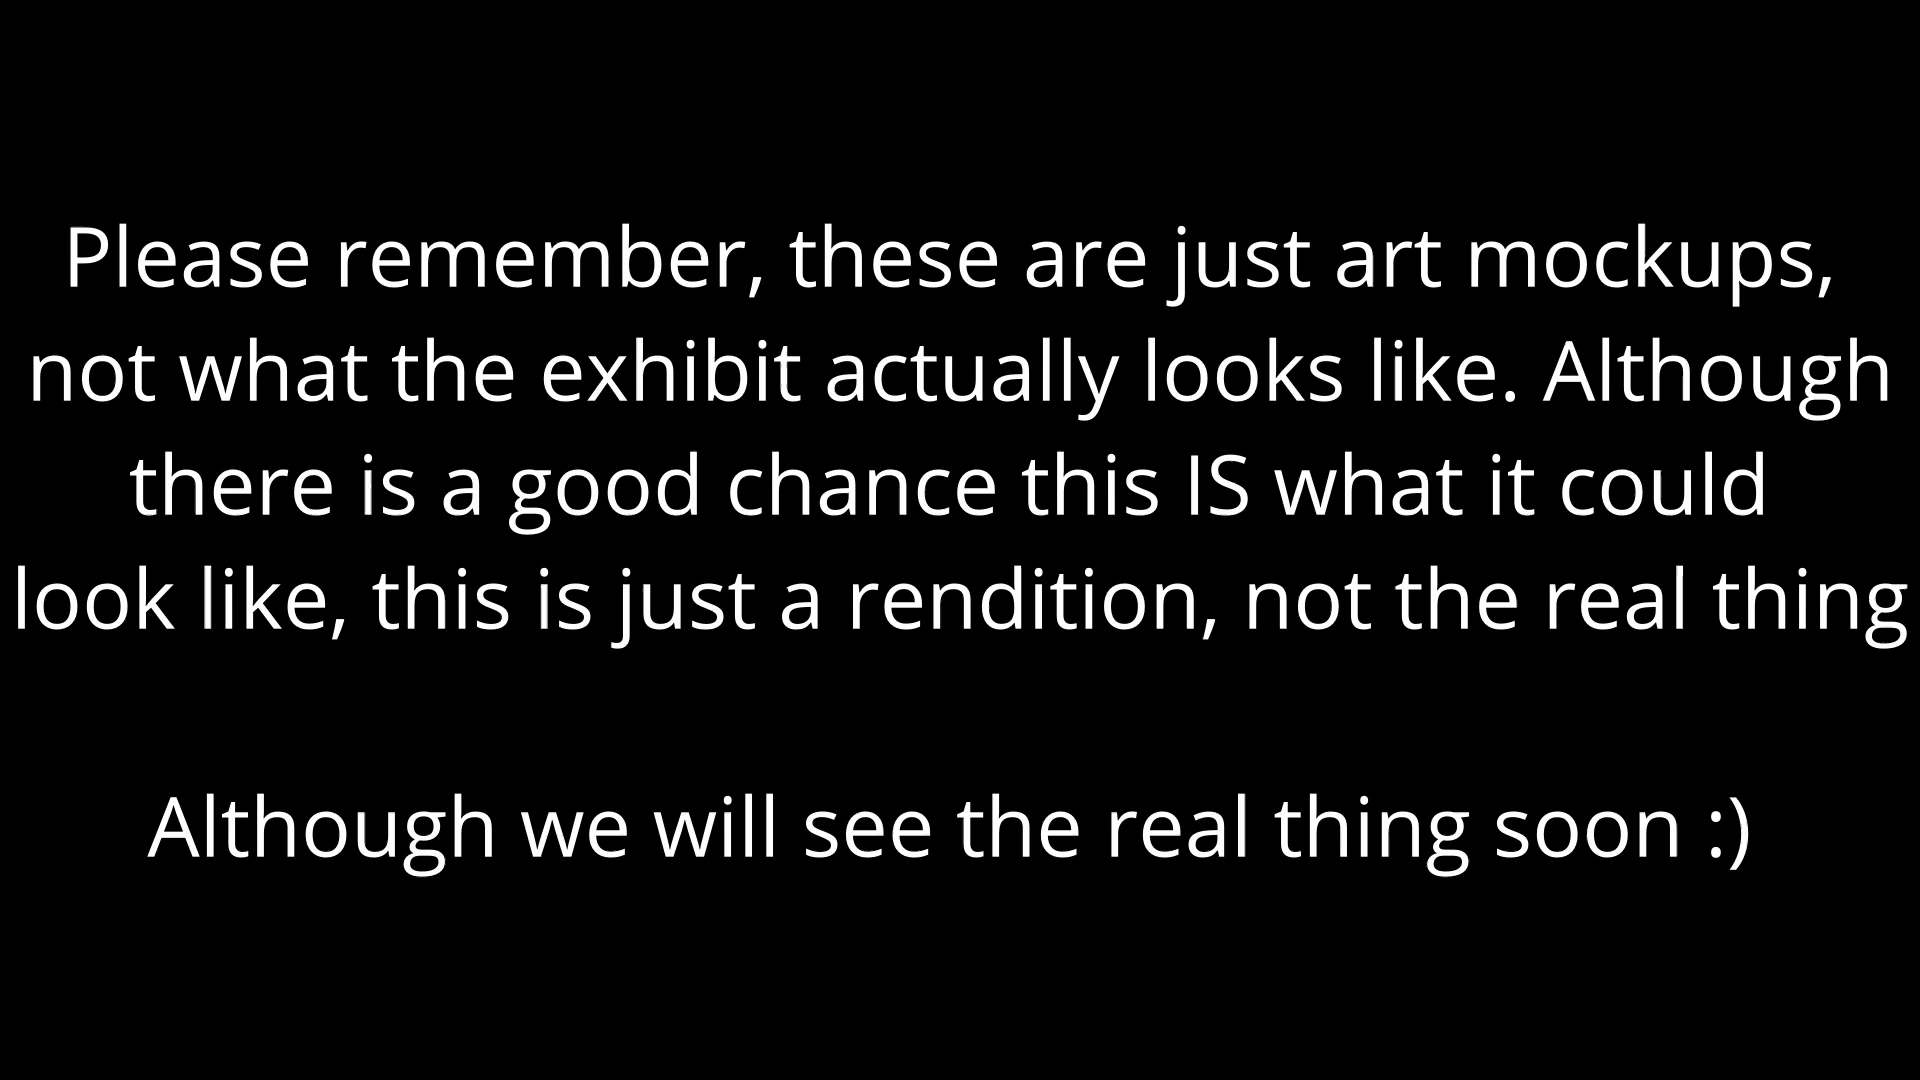 Please remember, these are just art mockups,
not what the exhibit actually looks like. Although
there is a good chance this IS what it could
look like, this is just a rendition, not the real thing
Although we will see the real thing soon :)